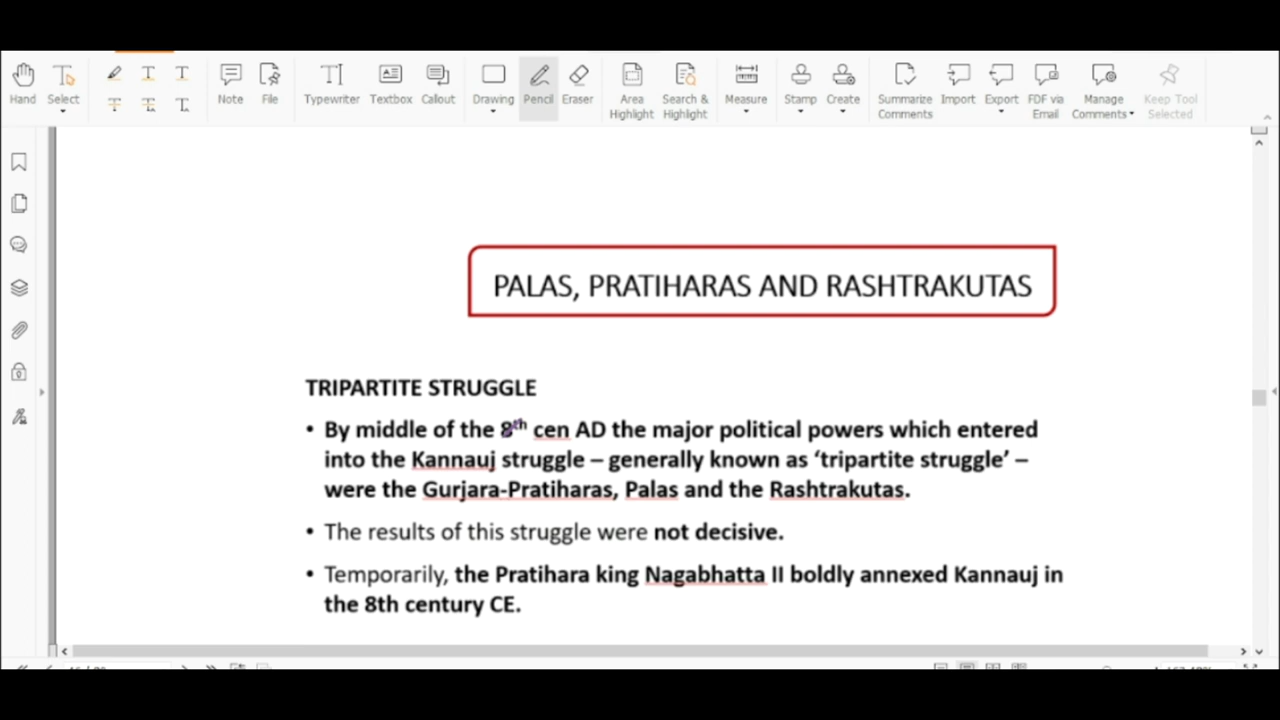 Hand Select Note File Typewriter Textbox Callout Drawing Pencil Eraser Area Highlight Search & Highlight Measure Stamp Create Summarize Comments Import Export FDF via Email Manage Comments Keep Tool Selected
PALAS, PRATIHARAS AND RASHTRAKUTAS
TRIPARTITE STRUGGLE
• By middle of the 8th cen AD the major political powers which entered
into the Kannauj struggle – generally known as ‘tripartite struggle’ –
were the Gurjara-Pratiharas, Palas and the Rashtrakutas.
• The results of this struggle were not decisive.
• Temporarily, the Pratihara king Nagabhatta II boldly annexed Kannauj in
the 8th century CE.